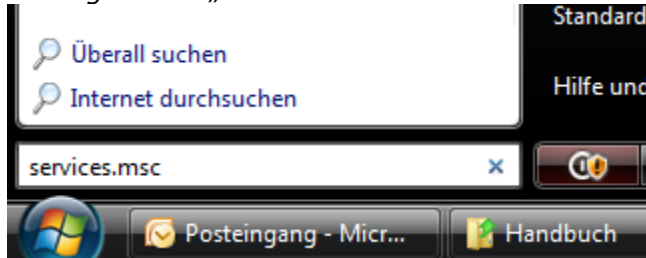 Standard
Überall suchen
Internet durchsuchen
Hilfe und
services.msc
Posteingang - Micr...
Handbuch